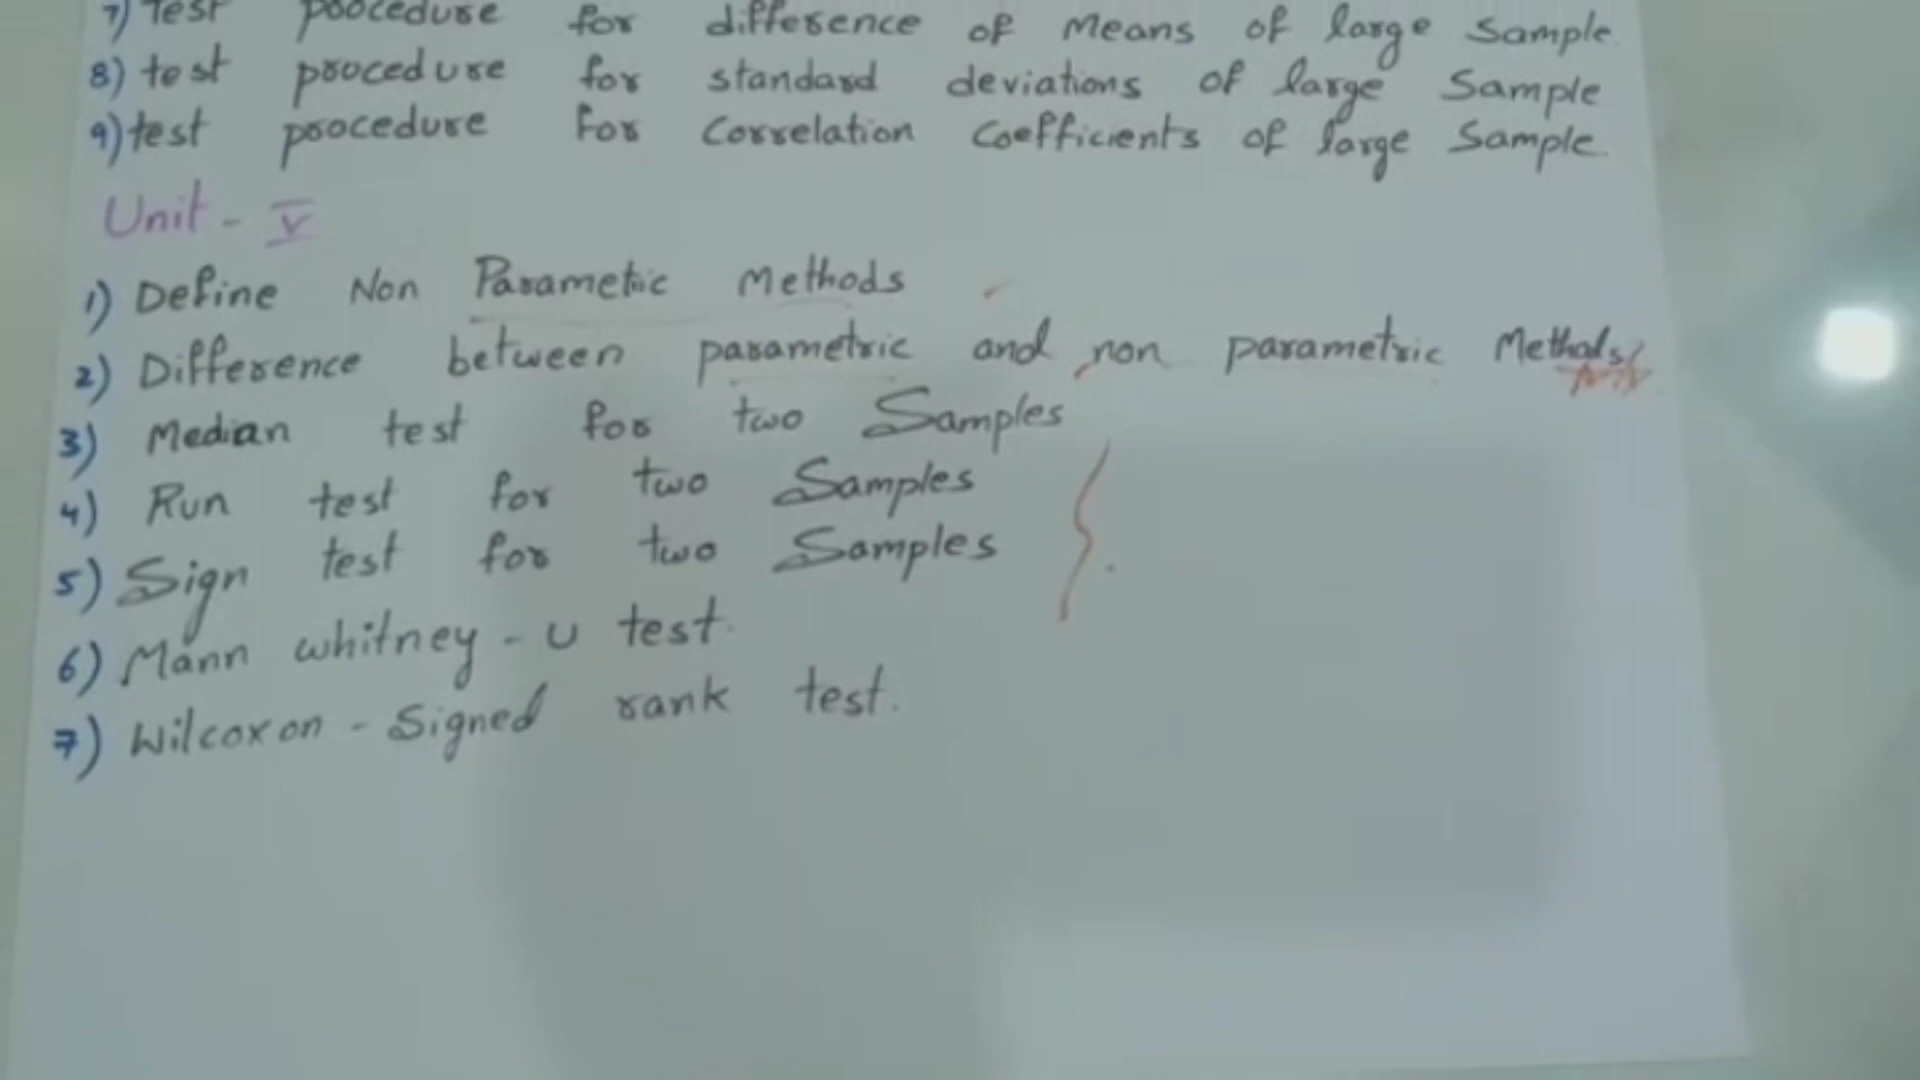 7) Test procedure for difference of Means of large Sample.
8) test procedure for standard deviations of large Sample
9) test procedure For Correlation Coefficients of large Sample.
Unit - V
1) Define Non Parametic Methods
2) Difference between parametric and non parametric Methods
3) Median test for two Samples
4) Run test for two Samples
5) Sign test for two Samples
6) Mann whitney - U test.
7) Wilcoxon - Signed rank test.